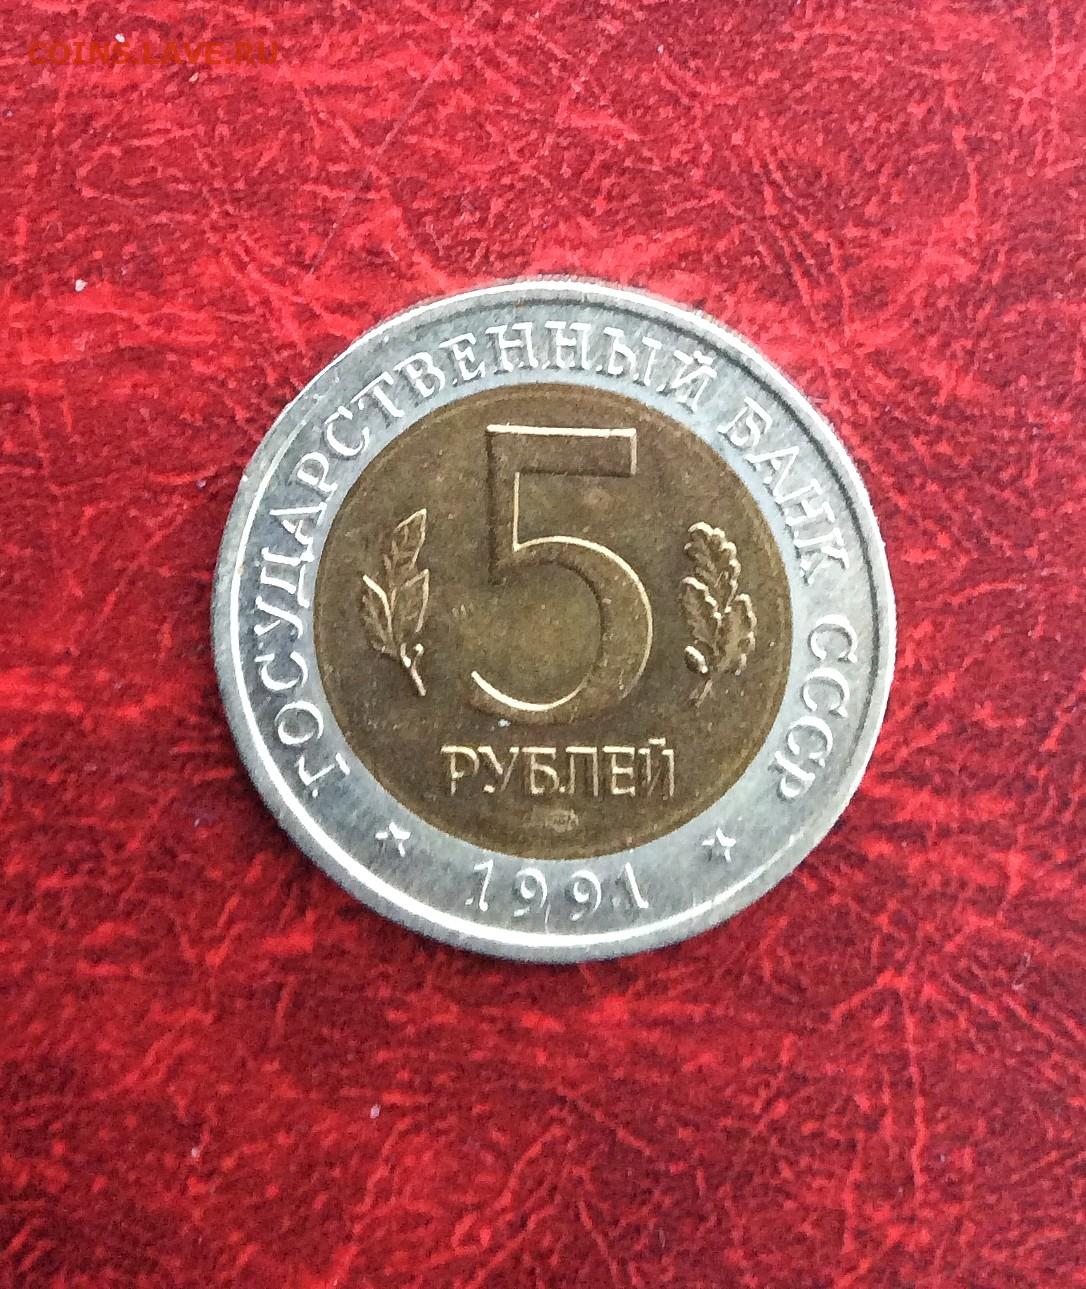 COINS.LAVE.RU
ГОСУДАРСТВЕННЫЙ БАНК СССР
5
РУБЛЕЙ
1991